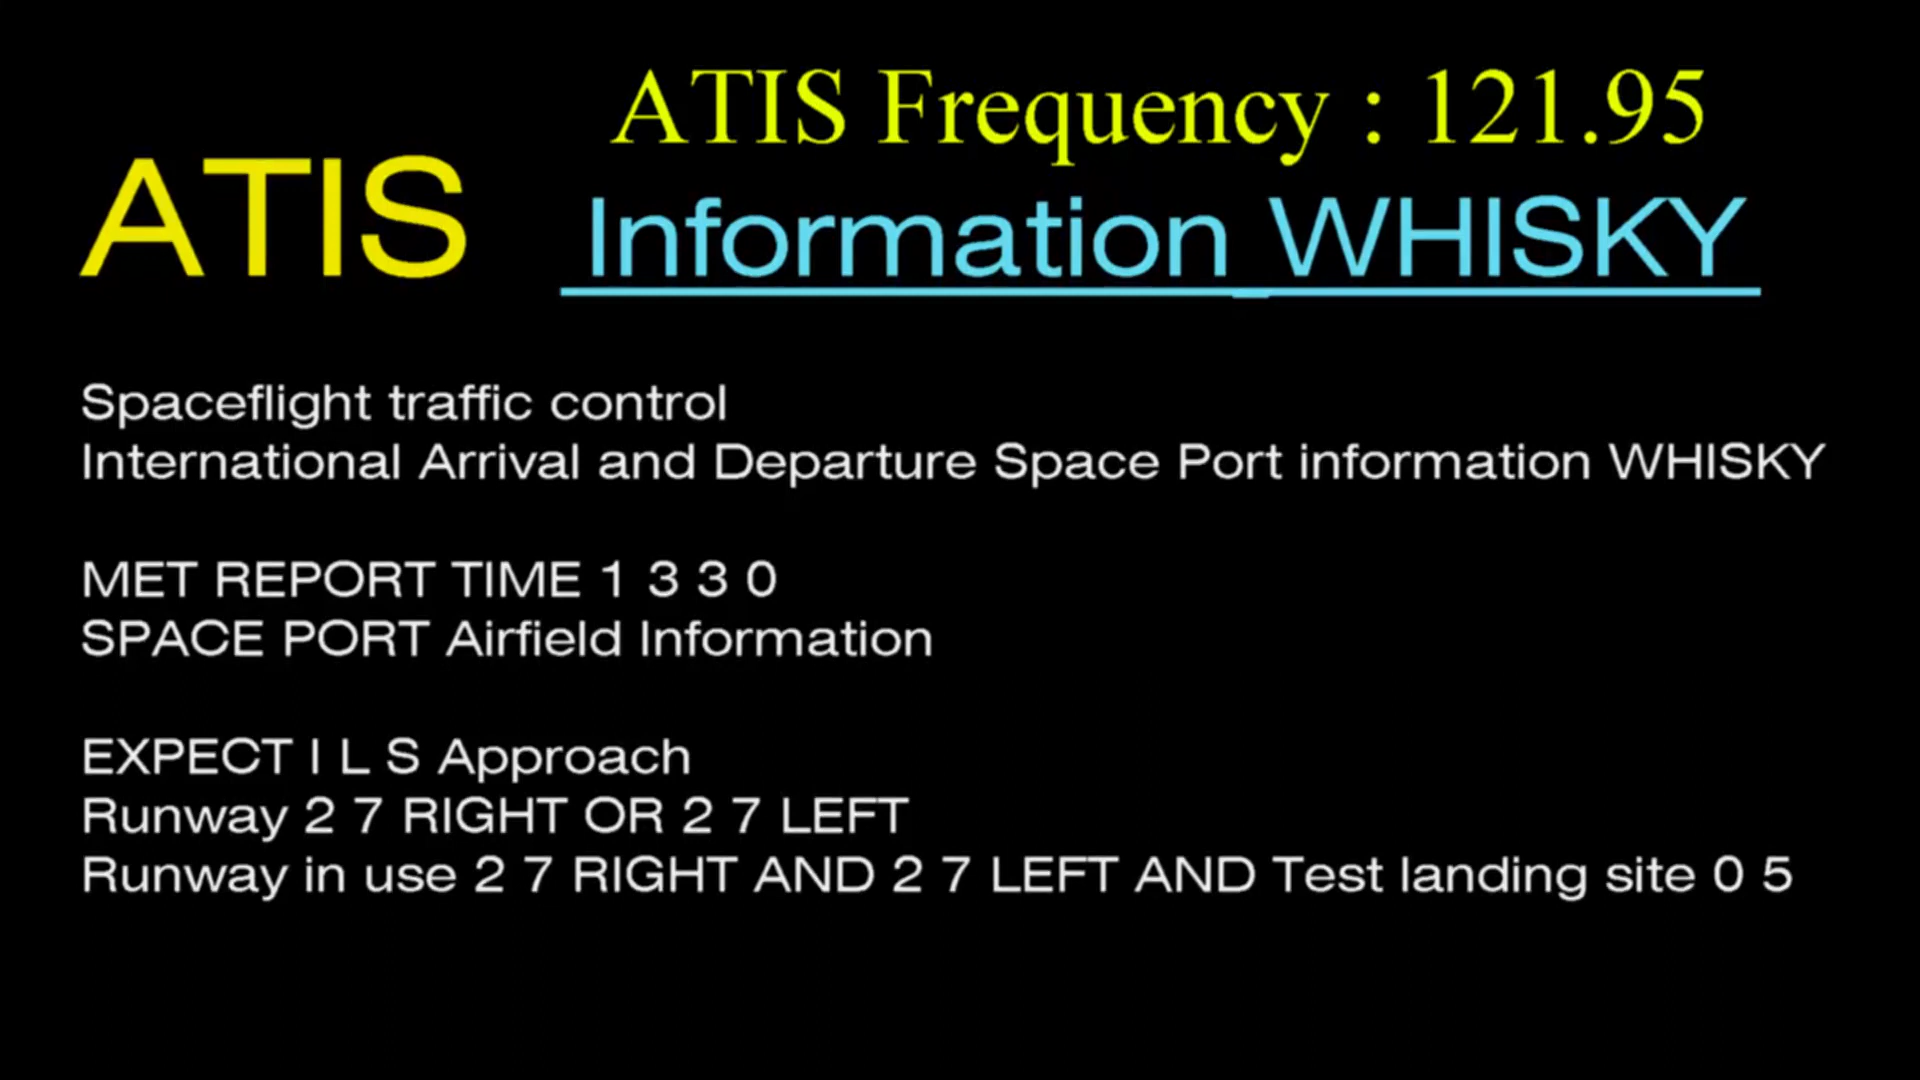 ATIS Frequency : 121.95
ATIS
Information WHISKY
Spaceflight traffic control
International Arrival and Departure Space Port information WHISKY
MET REPORT TIME 1 3 3 0
SPACE PORT Airfield Information
EXPECT I L S Approach
Runway 2 7 RIGHT OR 2 7 LEFT
Runway in use 2 7 RIGHT AND 2 7 LEFT AND Test landing site 0 5